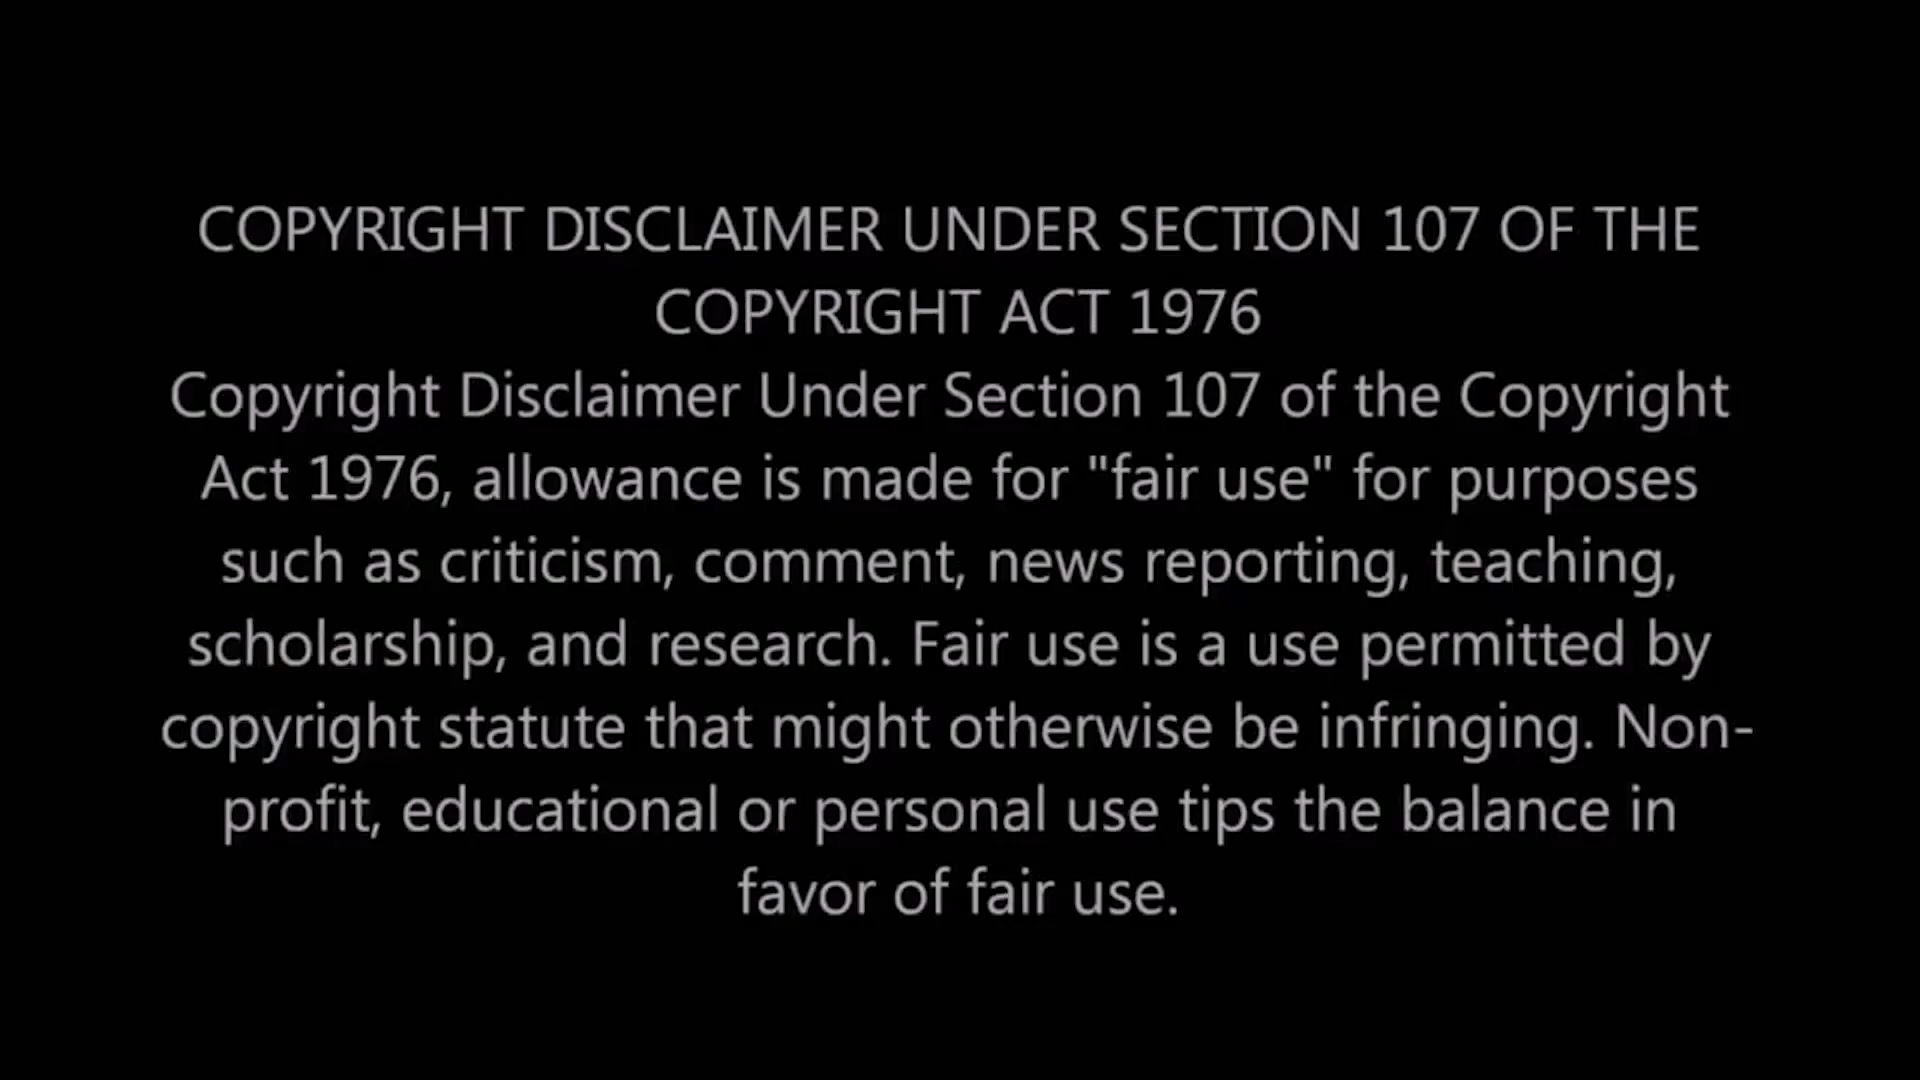 COPYRIGHT DISCLAIMER UNDER SECTION 107 OF THE
COPYRIGHT ACT 1976
Copyright Disclaimer Under Section 107 of the Copyright
Act 1976, allowance is made for "fair use" for purposes
such as criticism, comment, news reporting, teaching,
scholarship, and research. Fair use is a use permitted by
copyright statute that might otherwise be infringing. Non-
profit, educational or personal use tips the balance in
favor of fair use.